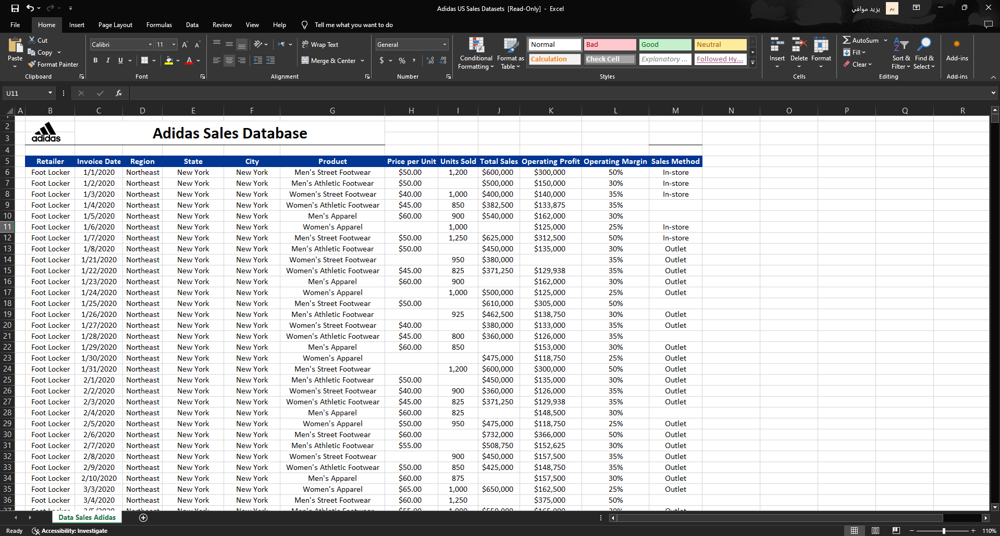 Adidas US Sales Datasets [Read-Only] - Excel
يزيد موافي
يم
File Home Insert Page Layout Formulas Data Review View Help Tell me what you want to do
Paste
Cut
Copy
Format Painter
Clipboard
Calibri 11 A A
B I U A
Font
ab Wrap Text
Merge & Center
Alignment
General
$ % ,
Number
Conditional Formatting
Format as Table
Normal Bad Good Neutral
Calculation Check Cell Explanatory ... Followed Hy...
Styles
Insert Delete Format
Cells
AutoSum
Fill
Clear
Sort & Filter
Find & Select
Editing
Add-ins
Add-ins
U11 fx
A B C D E F G H I J K L M N O P Q R
2 adidas Adidas Sales Database
3
4
5 Retailer Invoice Date Region State City Product Price per Unit Units Sold Total Sales Operating Profit Operating Margin Sales Method
6 Foot Locker 1/1/2020 Northeast New York New York Men's Street Footwear $50.00 1,200 $600,000 $300,000 50% In-store
7 Foot Locker 1/2/2020 Northeast New York New York Men's Athletic Footwear $50.00 $500,000 $150,000 30% In-store
8 Foot Locker 1/3/2020 Northeast New York New York Women's Street Footwear $40.00 1,000 $400,000 $140,000 35% In-store
9 Foot Locker 1/4/2020 Northeast New York New York Women's Athletic Footwear $45.00 850 $382,500 $133,875 35%
10 Foot Locker 1/5/2020 Northeast New York New York Men's Apparel $60.00 900 $540,000 $162,000 30%
11 Foot Locker 1/6/2020 Northeast New York New York Women's Apparel 1,000 $125,000 25% In-store
12 Foot Locker 1/7/2020 Northeast New York New York Men's Street Footwear $50.00 1,250 $625,000 $312,500 50% In-store
13 Foot Locker 1/8/2020 Northeast New York New York Men's Athletic Footwear $50.00 $450,000 $135,000 30% Outlet
14 Foot Locker 1/21/2020 Northeast New York New York Women's Street Footwear 950 $380,000 35% Outlet
15 Foot Locker 1/22/2020 Northeast New York New York Women's Athletic Footwear $45.00 825 $371,250 $129,938 35% Outlet
16 Foot Locker 1/23/2020 Northeast New York New York Men's Apparel $60.00 900 $162,000 30% Outlet
17 Foot Locker 1/24/2020 Northeast New York New York Women's Apparel 1,000 $500,000 $125,000 25% Outlet
18 Foot Locker 1/25/2020 Northeast New York New York Men's Street Footwear $50.00 $610,000 $305,000 50%
19 Foot Locker 1/26/2020 Northeast New York New York Men's Athletic Footwear 925 $462,500 $138,750 30% Outlet
20 Foot Locker 1/27/2020 Northeast New York New York Women's Street Footwear $40.00 $380,000 $133,000 35% Outlet
21 Foot Locker 1/28/2020 Northeast New York New York Women's Athletic Footwear $45.00 800 $360,000 $126,000 35%
22 Foot Locker 1/29/2020 Northeast New York New York Men's Apparel $60.00 850 $153,000 30% Outlet
23 Foot Locker 1/30/2020 Northeast New York New York Women's Apparel $475,000 $118,750 25% Outlet
24 Foot Locker 1/31/2020 Northeast New York New York Men's Street Footwear 1,200 $600,000 $300,000 50% Outlet
25 Foot Locker 2/1/2020 Northeast New York New York Men's Athletic Footwear $50.00 $450,000 $135,000 30% Outlet
26 Foot Locker 2/2/2020 Northeast New York New York Women's Street Footwear $40.00 900 $360,000 $126,000 35% Outlet
27 Foot Locker 2/3/2020 Northeast New York New York Women's Athletic Footwear $45.00 825 $371,250 $129,938 35% Outlet
28 Foot Locker 2/4/2020 Northeast New York New York Men's Apparel $60.00 825 $148,500 30%
29 Foot Locker 2/5/2020 Northeast New York New York Women's Apparel $50.00 950 $475,000 $118,750 25% Outlet
30 Foot Locker 2/6/2020 Northeast New York New York Men's Street Footwear $60.00 $732,000 $366,000 50% Outlet
31 Foot Locker 2/7/2020 Northeast New York New York Men's Athletic Footwear $55.00 $508,750 $152,625 30% Outlet
32 Foot Locker 2/8/2020 Northeast New York New York Women's Street Footwear 900 $450,000 $157,500 35% Outlet
33 Foot Locker 2/9/2020 Northeast New York New York Women's Athletic Footwear $50.00 850 $425,000 $148,750 35% Outlet
34 Foot Locker 2/10/2020 Northeast New York New York Men's Apparel $60.00 875 $157,500 30% Outlet
35 Foot Locker 3/3/2020 Northeast New York New York Women's Apparel $65.00 1,000 $650,000 $162,500 25% Outlet
36 Foot Locker 3/4/2020 Northeast New York New York Men's Street Footwear $60.00 1,250 $375,000 50%
Data Sales Adidas
Ready Accessibility: Investigate 110%